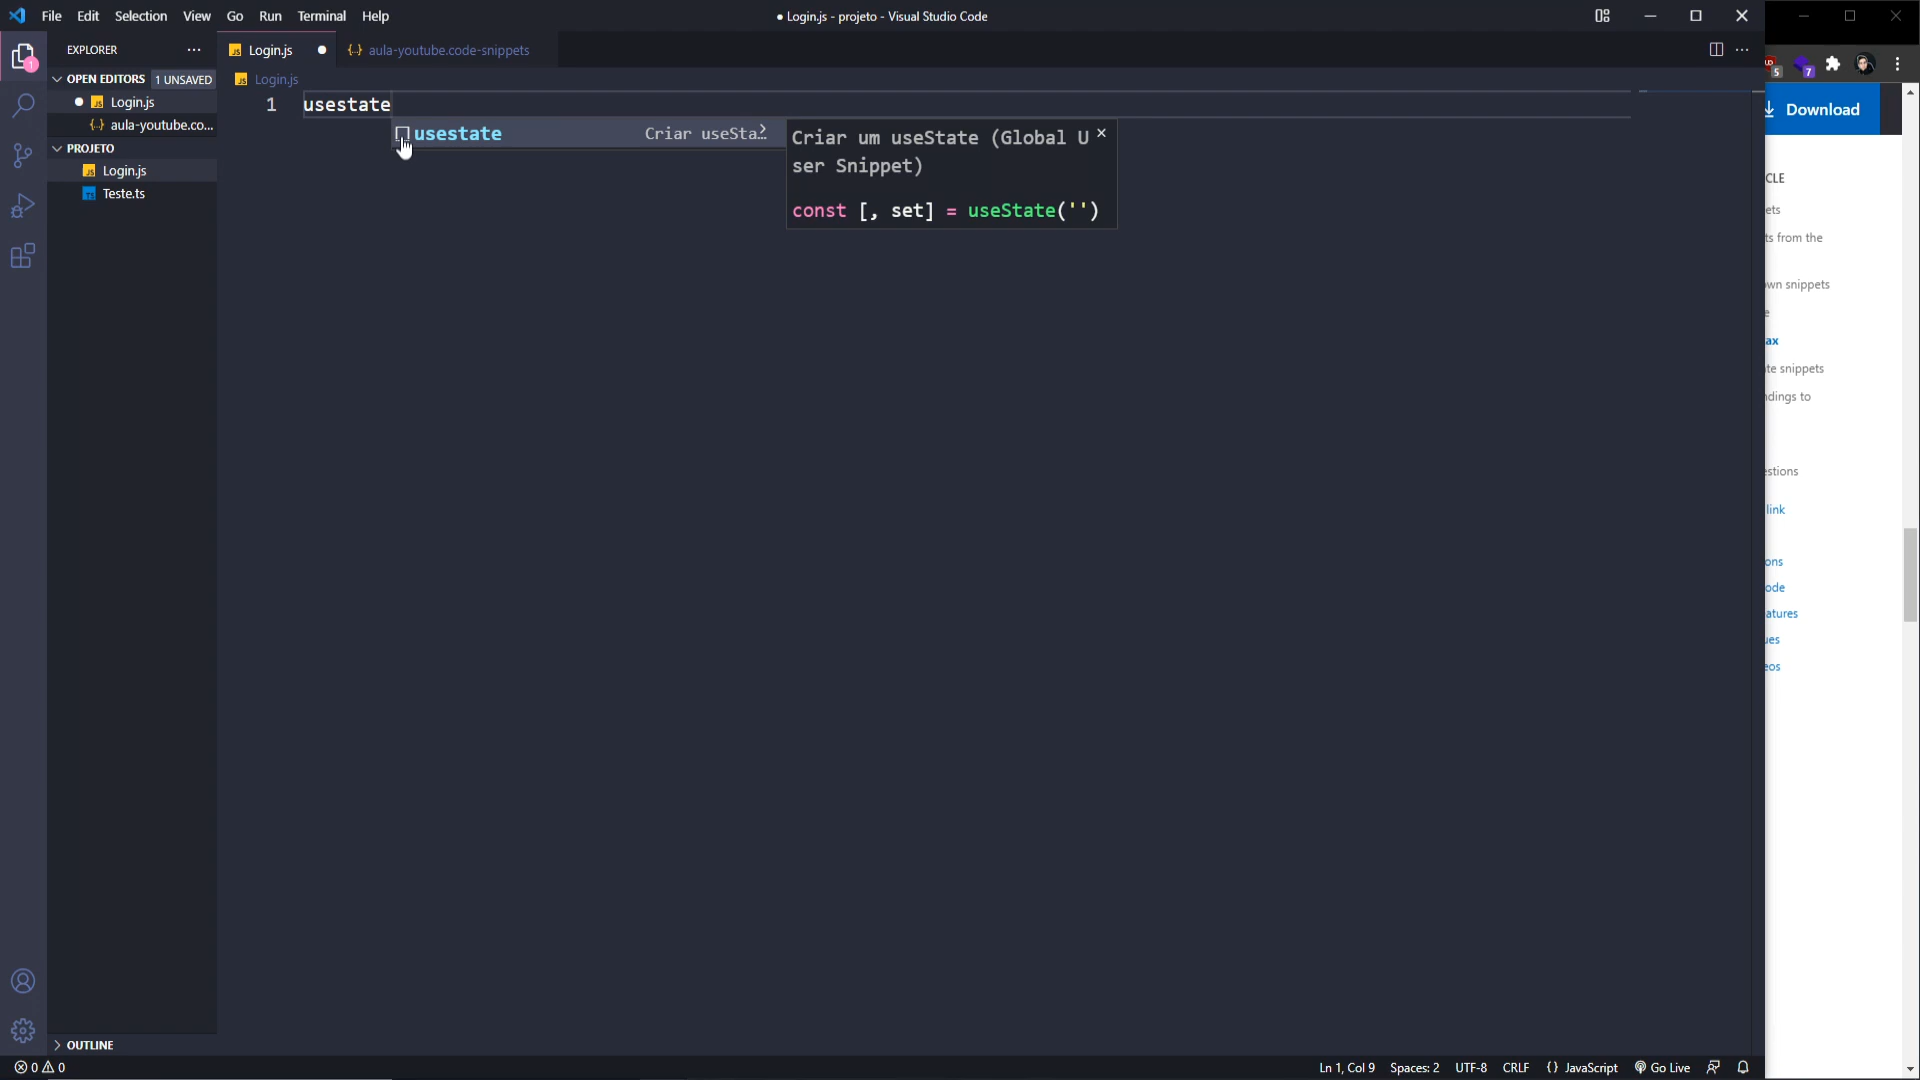 File Edit Selection View Go Run Terminal Help
● Login.js - projeto - Visual Studio Code
EXPLORER
Login.js
aula-youtube.code-snippets
OPEN EDITORS 1 UNSAVED
Login.js
aula-youtube.co...
PROJETO
Login.js
Teste.ts
OUTLINE
Login.js
1 usestate
usestate Criar useSta...
Criar um useState (Global U
ser Snippet)
const [, set] = useState('')
5
7
1
Download
CLE
ets
ts from the
wn snippets
e
ax
te snippets
dings to
estions
link
ons
ode
atures
ues
eos
0 0
Ln 1, Col 9 Spaces: 2 UTF-8 CRLF {} JavaScript Go Live